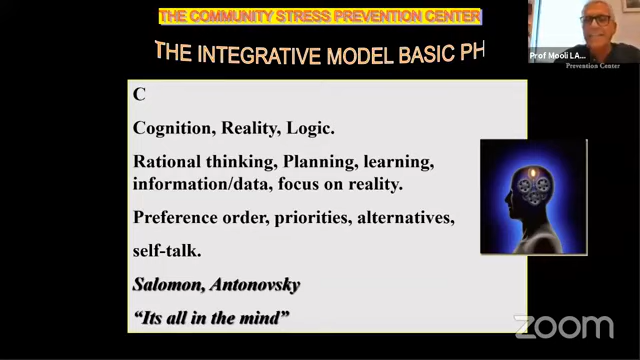 THE COMMUNITY STRESS PREVENTION CENTER
THE INTEGRATIVE MODEL BASIC PH
Prof Mooli LA...
Prevention Center
C
Cognition, Reality, Logic.
Rational thinking, Planning, learning,
information/data, focus on reality.
Preference order, priorities, alternatives,
self-talk.
Salomon, Antonovsky
“Its all in the mind”
zoom